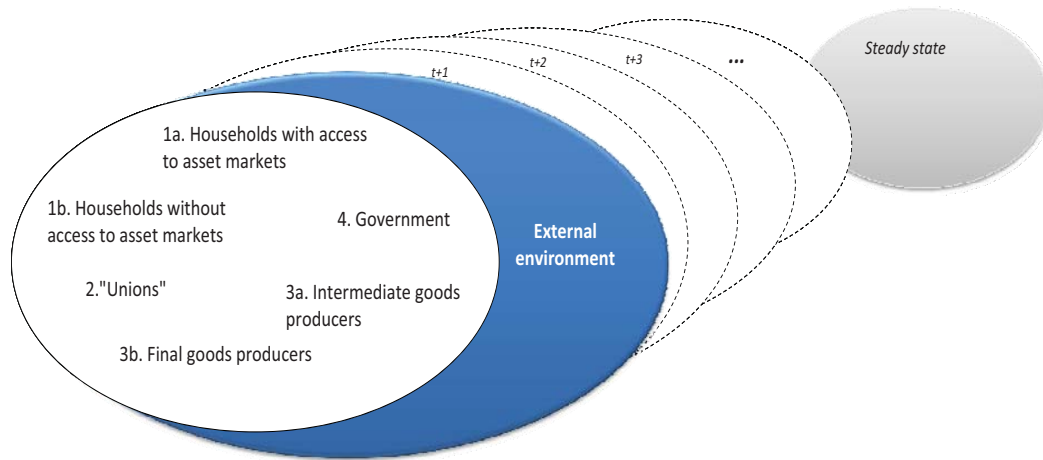 Steady state
t+1
t+2
t+3
...
1a. Households with access
to asset markets
1b. Households without
access to asset markets
4. Government
External
environment
2."Unions"
3a. Intermediate goods
producers
3b. Final goods producers